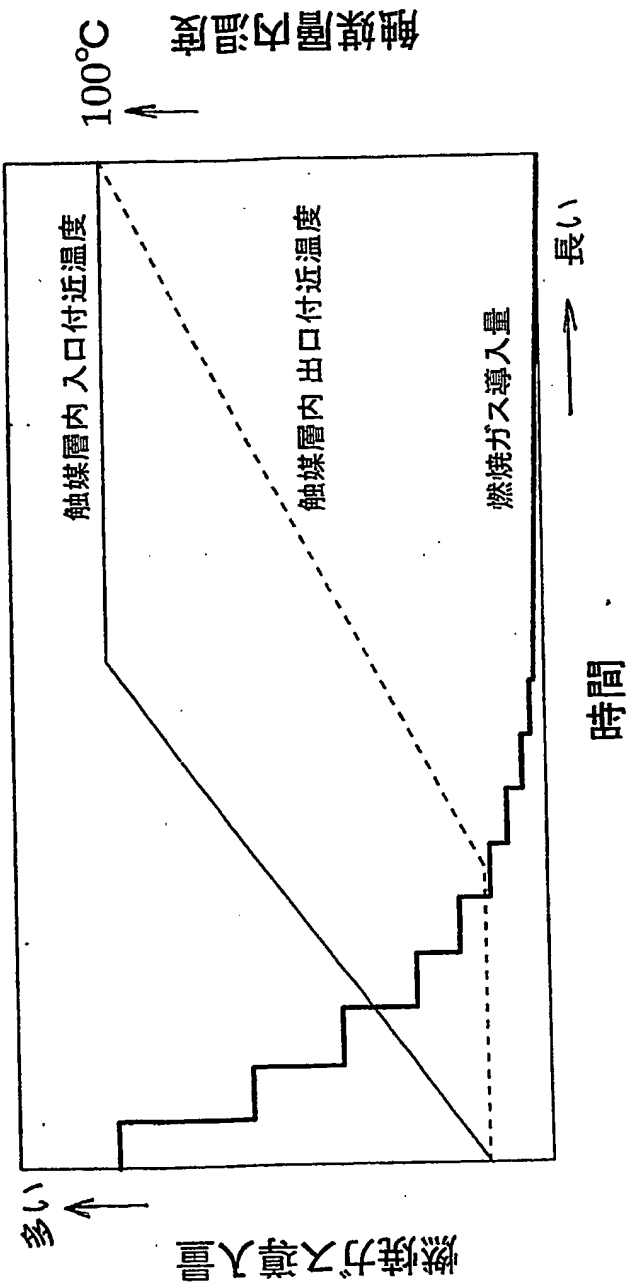 多い
燃焼ガス導入量
100℃
触媒層内温度
触媒層内 入口付近温度
触媒層内 出口付近温度
燃焼ガス導入量
長い
時間